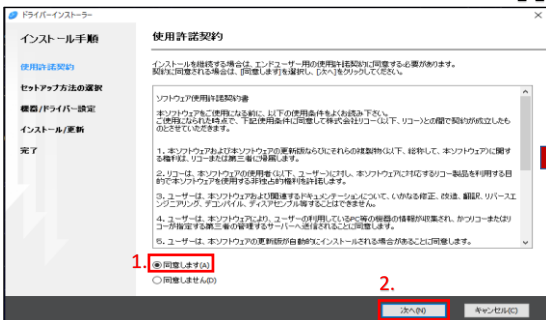 ドライバーインストーラー
インストール手順
使用許諾契約
セットアップ方法の選択
機器/ドライバー設定
インストール/更新
完了
使用許諾契約
インストールを継続する場合は、エンドユーザー用の使用許諾契約に同意する必要があります。
契約に同意される場合は、[同意します]を選択し、[次へ]をクリックしてください。
ソフトウェア使用許諾契約書
本ソフトウェアをご使用になる前に、以下の使用条件をよくお読み下さい。
ご使用になられた時点で、下記使用条件に同意して株式会社リコー(以下、リコー)との間で契約が成立したも
のとさせていただきます。
1. 本ソフトウェアおよび本ソフトウェアの更新版ならびにそれらの複製物(以下、総称して、本ソフトウェア)に関す
る権利は、リコーまたは第三者に帰属します。
2. リコーは、本ソフトウェアの使用者(以下、ユーザー)に対し、本ソフトウェアに対応するリコー製品を利用する目
的で本ソフトウェアを使用する非独占的権利を許諾します。
3. ユーザーは、本ソフトウェアおよび関連するドキュメンテーションについて、いかなる修正、改造、翻訳、リバースエ
ンジニアリング、デコンパイル、ディスアセンブル等することはできません。
4. ユーザーは、本ソフトウェアにより、ユーザーの利用しているPC等の機器の情報が収集され、かつリコーまたはリ
コーが指定する第三者の管理するサーバーへ送信されることに同意します。
5. ユーザーは、本ソフトウェアの更新版が自動的にインストールされる場合があることに同意します。
1.
同意します(A)
同意しません(D)
2.
次へ(N)
キャンセル(C)